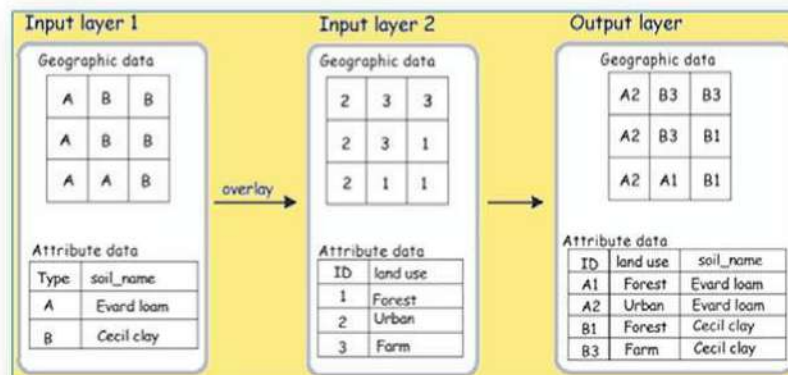 Input layer 1
Geographic data
A B B
A B B
A A B
Attribute data
Type soil_name
A Evard loam
B Cecil clay
overlay
Input layer 2
Geographic data
2 3 3
2 3 1
2 1 1
Attribute data
ID land use
1 Forest
2 Urban
3 Farm
Output layer
Geographic data
A2 B3 B3
A2 B3 B1
A2 A1 B1
Attribute data
ID land use soil_name
A1 Forest Evard loam
A2 Urban Evard loam
B1 Forest Cecil clay
B3 Farm Cecil clay